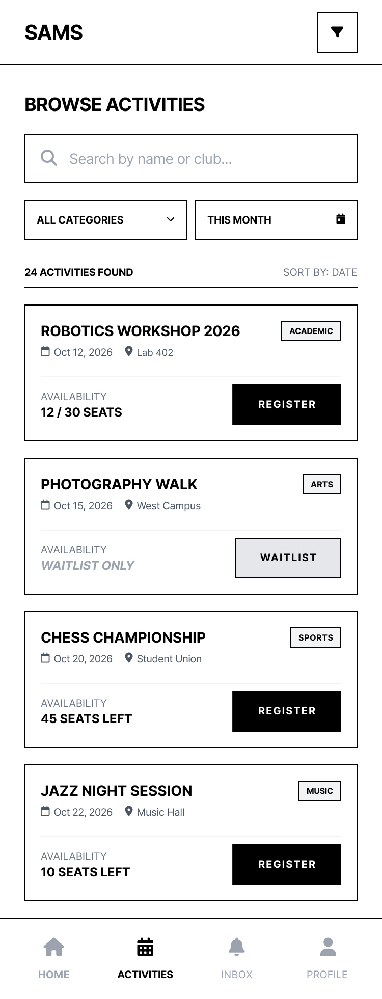 SAMS
BROWSE ACTIVITIES
Search by name or club...
ALL CATEGORIES
THIS MONTH
24 ACTIVITIES FOUND
SORT BY: DATE
ROBOTICS WORKSHOP 2026
ACADEMIC
Oct 12, 2026
Lab 402
AVAILABILITY
12 / 30 SEATS
REGISTER
PHOTOGRAPHY WALK
ARTS
Oct 15, 2026
West Campus
AVAILABILITY
WAITLIST ONLY
WAITLIST
CHESS CHAMPIONSHIP
SPORTS
Oct 20, 2026
Student Union
AVAILABILITY
45 SEATS LEFT
REGISTER
JAZZ NIGHT SESSION
MUSIC
Oct 22, 2026
Music Hall
AVAILABILITY
10 SEATS LEFT
REGISTER
HOME
ACTIVITIES
INBOX
PROFILE